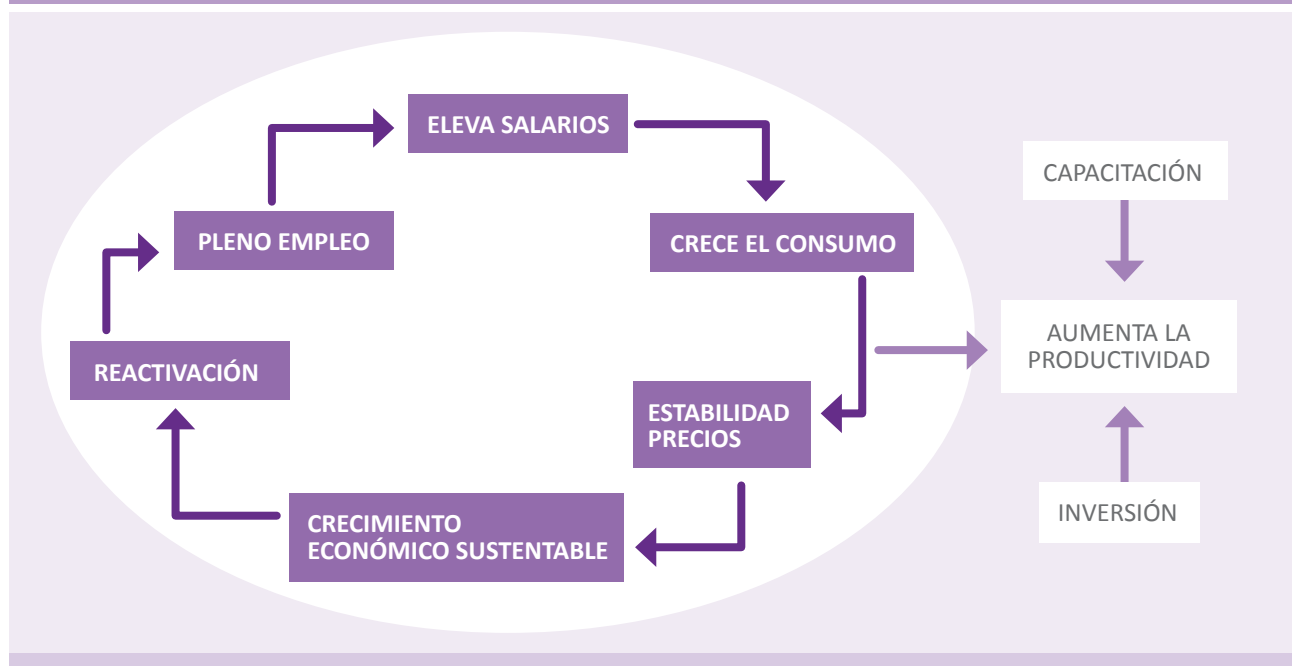 ELEVA SALARIOS
PLENO EMPLEO
CRECE EL CONSUMO
REACTIVACIÓN
ESTABILIDAD
PRECIOS
CRECIMIENTO
ECONÓMICO SUSTENTABLE
CAPACITACIÓN
AUMENTA LA
PRODUCTIVIDAD
INVERSIÓN